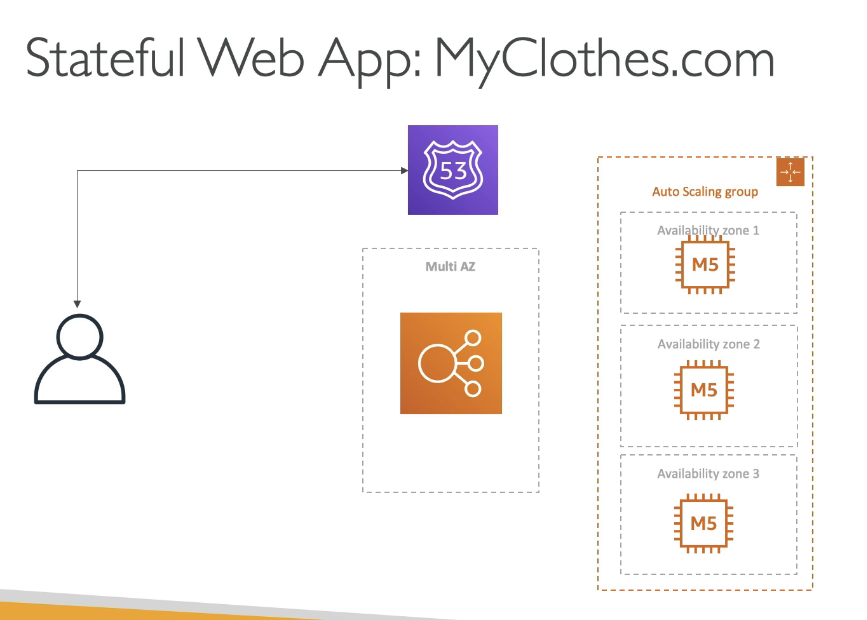 Stateful Web App: MyClothes.com
53
Auto Scaling group
Availability zone 1
M5
Multi AZ
Availability zone 2
M5
Availability zone 3
M5